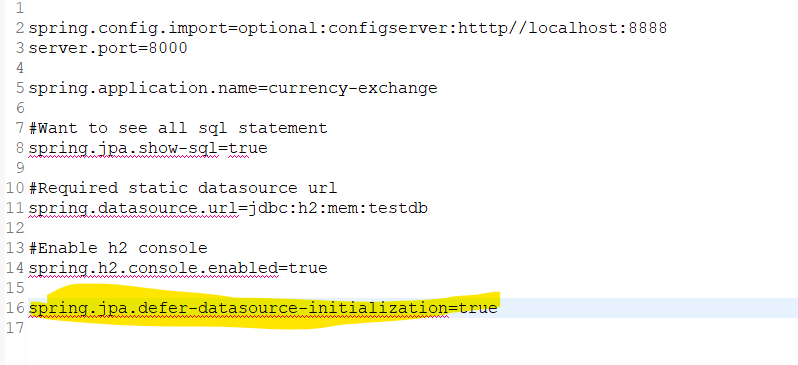 1
2 spring.config.import=optional:configserver:htttp//localhost:8888
3 server.port=8000
4
5 spring.application.name=currency-exchange
6
7 #Want to see all sql statement
8 spring.jpa.show-sql=true
9
10 #Required static datasource url
11 spring.datasource.url=jdbc:h2:mem:testdb
12
13 #Enable h2 console
14 spring.h2.console.enabled=true
15
16 spring.jpa.defer-datasource-initialization=true
17